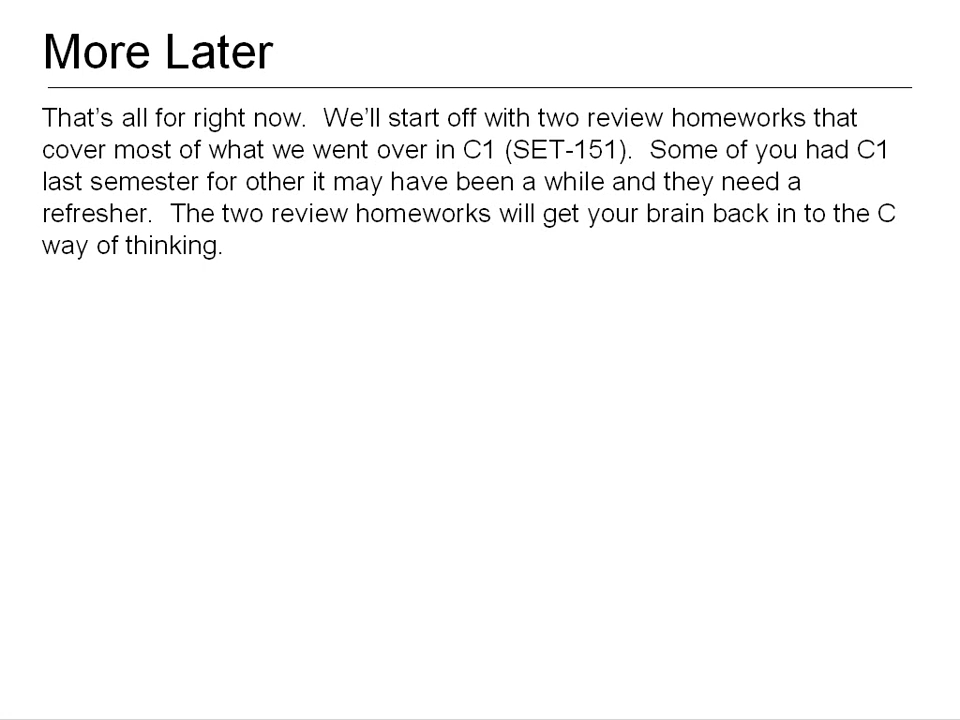 More Later
That's all for right now.  We'll start off with two review homeworks that
cover most of what we went over in C1 (SET-151).  Some of you had C1
last semester for other it may have been a while and they need a
refresher.  The two review homeworks will get your brain back in to the C
way of thinking.